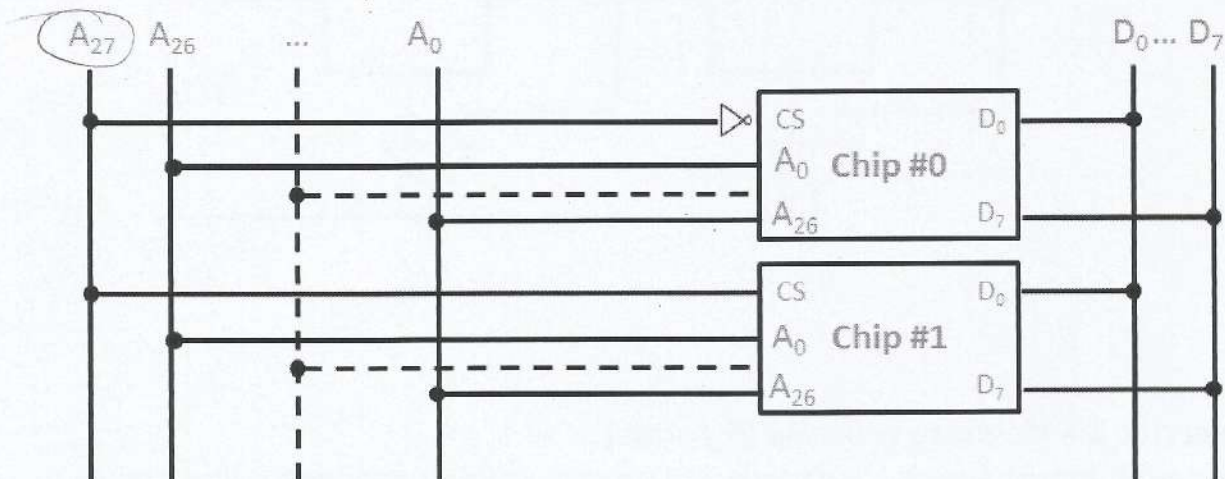 A₂₇ A₂₆ ... A₀ D₀... D₇
CS D₀
A₀ Chip #0
A₂₆ D₇
CS D₀
A₀ Chip #1
A₂₆ D₇